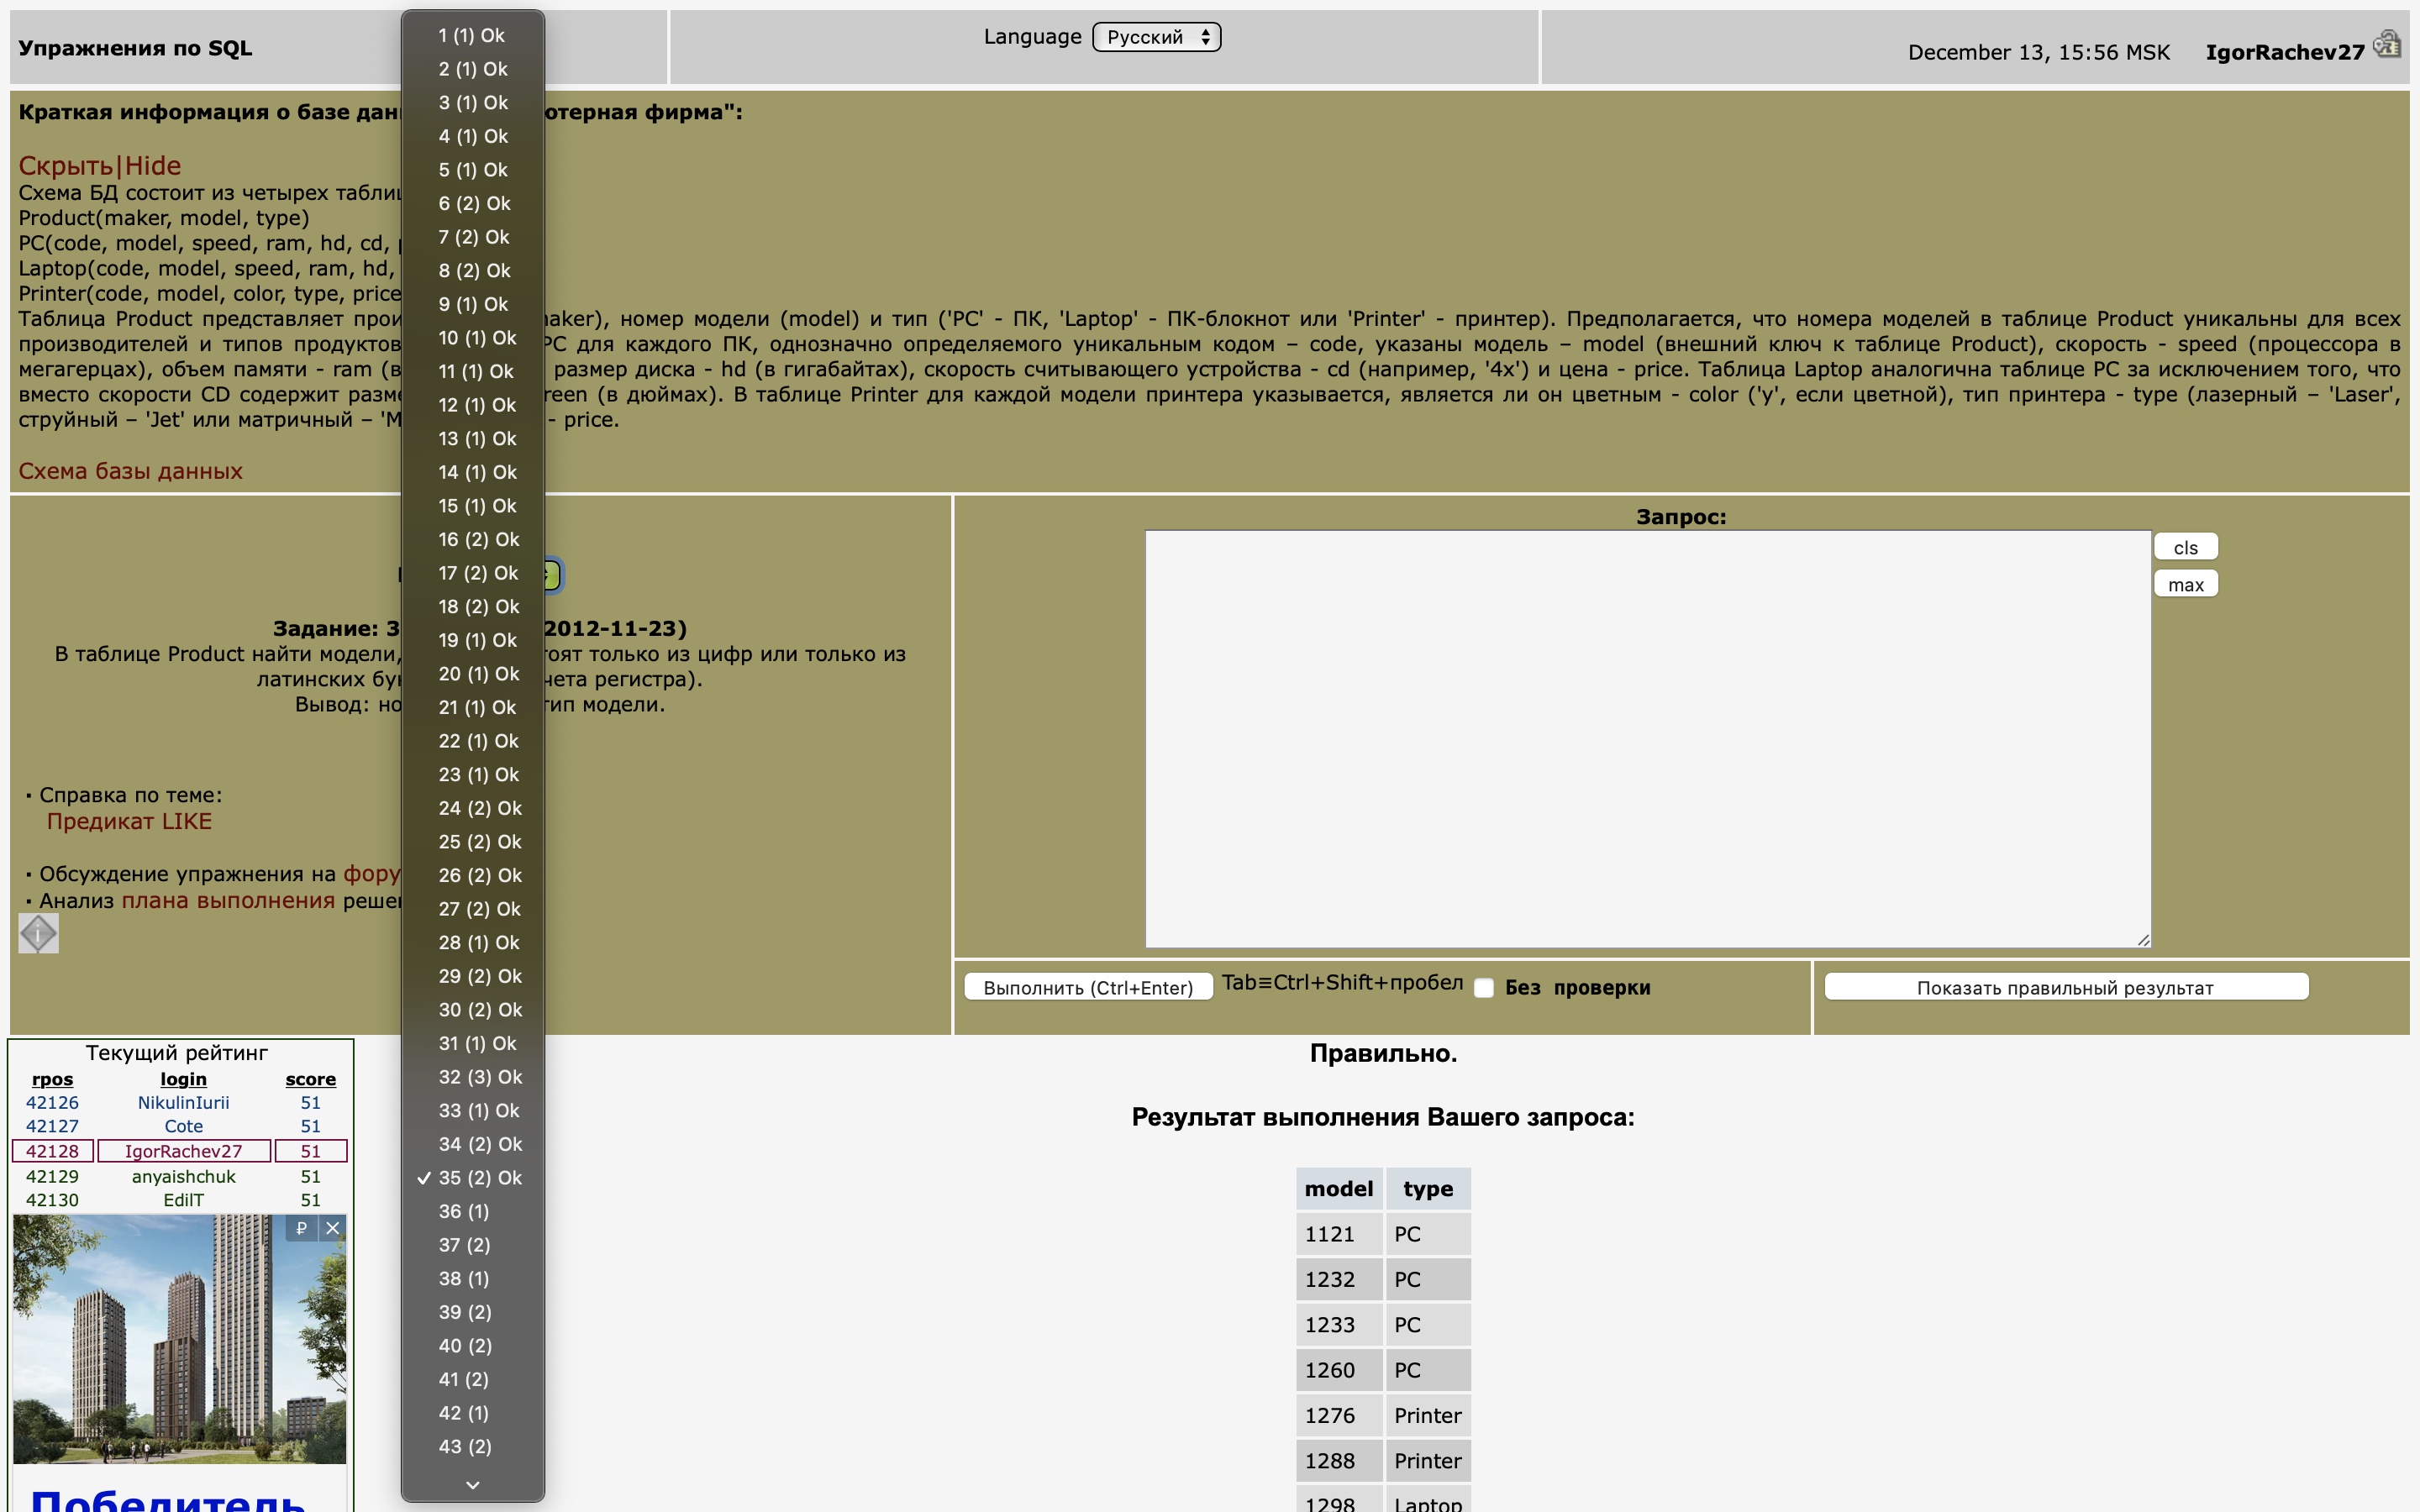 Упражнения по SQL
Language Русский
December 13, 15:56 MSK IgorRachev27
Краткая информация о базе дан отерная фирма":
Скрыть|Hide
Схема БД состоит из четырех таблиц
Product(maker, model, type)
PC(code, model, speed, ram, hd, cd,
Laptop(code, model, speed, ram, hd,
Printer(code, model, color, type, price
Таблица Product представляет прои aker), номер модели (model) и тип ('PC' - ПК, 'Laptop' - ПК-блокнот или 'Printer' - принтер). Предполагается, что номера моделей в таблице Product уникальны для всех
производителей и типов продуктов PC для каждого ПК, однозначно определяемого уникальным кодом – code, указаны модель – model (внешний ключ к таблице Product), скорость - speed (процессора в
мегагерцах), объем памяти - ram (в размер диска - hd (в гигабайтах), скорость считывающего устройства - cd (например, '4x') и цена - price. Таблица Laptop аналогична таблице PC за исключением того, что
вместо скорости CD содержит разме reen (в дюймах). В таблице Printer для каждой модели принтера указывается, является ли он цветным - color ('y', если цветной), тип принтера - type (лазерный – 'Laser',
струйный – 'Jet' или матричный – 'M - price.
Схема базы данных
1 (1) Ok
2 (1) Ok
3 (1) Ok
4 (1) Ok
5 (1) Ok
6 (2) Ok
7 (2) Ok
8 (2) Ok
9 (1) Ok
10 (1) Ok
11 (1) Ok
12 (1) Ok
13 (1) Ok
14 (1) Ok
15 (1) Ok
16 (2) Ok
17 (2) Ok
18 (2) Ok
19 (1) Ok
20 (1) Ok
21 (1) Ok
22 (1) Ok
23 (1) Ok
24 (2) Ok
25 (2) Ok
26 (2) Ok
27 (2) Ok
28 (1) Ok
29 (2) Ok
30 (2) Ok
31 (1) Ok
32 (3) Ok
33 (1) Ok
34 (2) Ok
✓ 35 (2) Ok
36 (1)
37 (2)
38 (1)
39 (2)
40 (2)
41 (2)
42 (1)
43 (2)
Задание: 3 2012-11-23)
В таблице Product найти модели, тоят только из цифр или только из
латинских бук чета регистра).
Вывод: но тип модели.
· Справка по теме:
Предикат LIKE
· Обсуждение упражнения на фору
· Анализ плана выполнения реше
Запрос:
cls
max
Выполнить (Ctrl+Enter) Tab≡Ctrl+Shift+пробел Без проверки
Показать правильный результат
Текущий рейтинг
rpos login score
42126 NikulinIurii 51
42127 Cote 51
42128 IgorRachev27 51
42129 anyaishchuk 51
42130 EdilT 51
₽
Победитель
Правильно.
Результат выполнения Вашего запроса:
model type
1121 PC
1232 PC
1233 PC
1260 PC
1276 Printer
1288 Printer
1298 Laptop